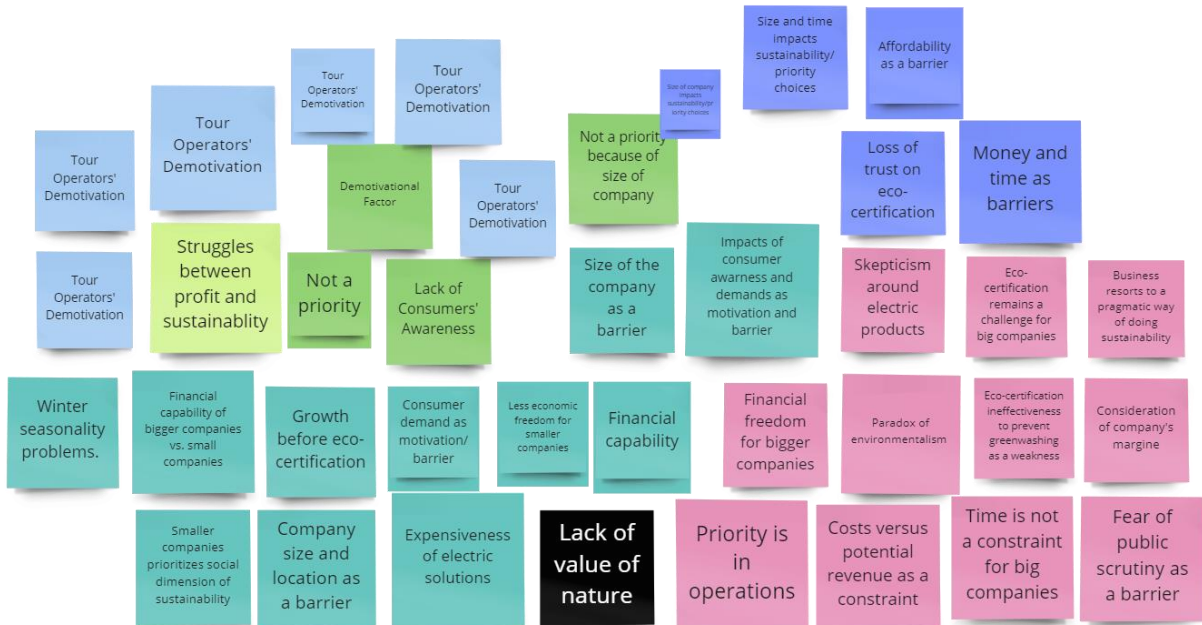 Size and time
impacts
sustainability/
priority
choices
Affordability
as a barrier
Tour
Operators'
Demotivation
Tour
Operators'
Demotivation
Size of company
impacts
sustainability/pri
ority choices
Tour
Operators'
Demotivation
Tour
Operators'
Demotivation
Demotivational
Factor
Tour
Operators'
Demotivation
Not a priority
because of
size of
company
Loss of
trust on
eco-
certification
Money and
time as
barriers
Tour
Operators'
Demotivation
Struggles
between
profit and
sustainablity
Not a
priority
Lack of
Consumers'
Awareness
Size of the
company
as a
barrier
Impacts of
consumer
awarness and
demands as
motivation and
barrier
Skepticism
around
electric
products
Eco-
certification
remains a
challenge for
big companies
Business
resorts to a
pragmatic way
of doing
sustainability
Winter
seasonality
problems.
Financial
capability of
bigger companies
vs. small
companies
Growth
before eco-
certification
Consumer
demand as
motivation/
barrier
Less economic
freedom for
smaller
companies
Financial
capability
Financial
freedom
for bigger
companies
Paradox of
environmentalism
Eco-certification
ineffectiveness
to prevent
greenwashing
as a weakness
Consideration
of company's
margine
Smaller
companies
prioritizes social
dimension of
sustainability
Company
size and
location as
a barrier
Expensiveness
of electric
solutions
Lack of
value of
nature
Priority is
in
operations
Costs versus
potential
revenue as a
constraint
Time is not
a constraint
for big
companies
Fear of
public
scrutiny as
a barrier